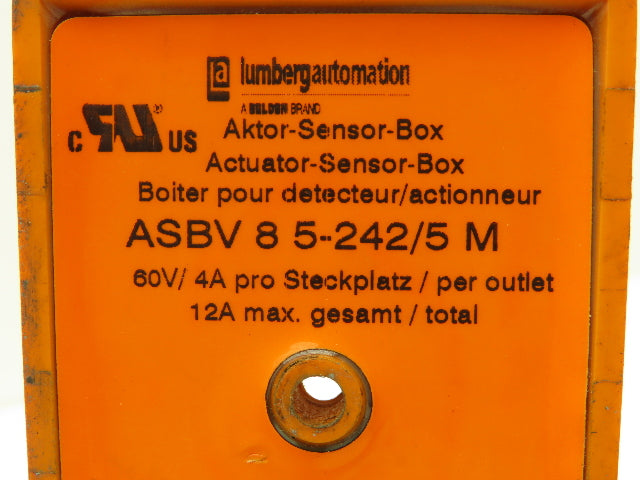 lumbergautomation
A BELDEN BRAND
c RU US ®
Aktor-Sensor-Box
Actuator-Sensor-Box
Boiter pour detecteur/actionneur
ASBV 8 5-242/5 M
60V/ 4A pro Steckplatz / per outlet
12A max. gesamt / total